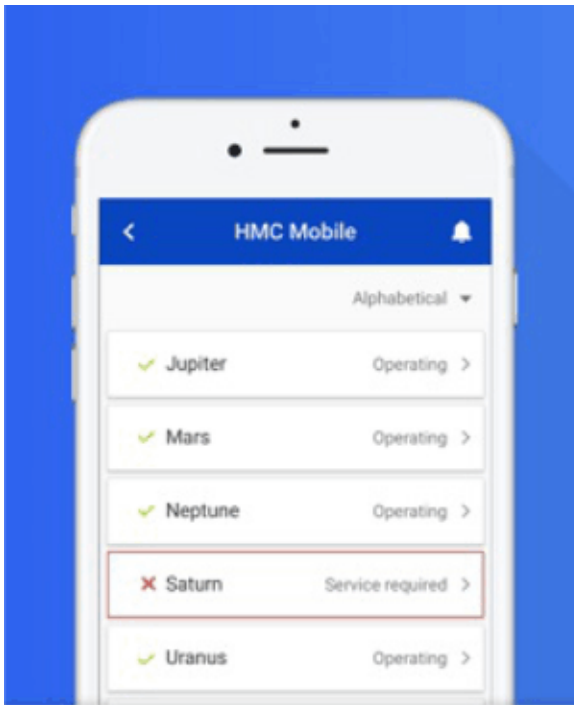 HMC Mobile
Alphabetical
Jupiter Operating
Mars Operating
Neptune Operating
Saturn Service required
Uranus Operating